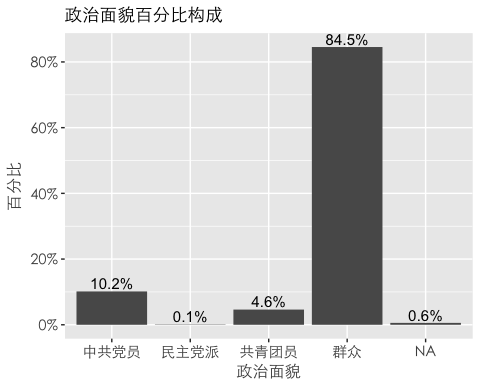 政治面貌百分比构成
百分比
80%
60%
40%
20%
0%
10.2%
0.1%
4.6%
84.5%
0.6%
中共党员 民主党派 共青团员 群众 NA
政治面貌